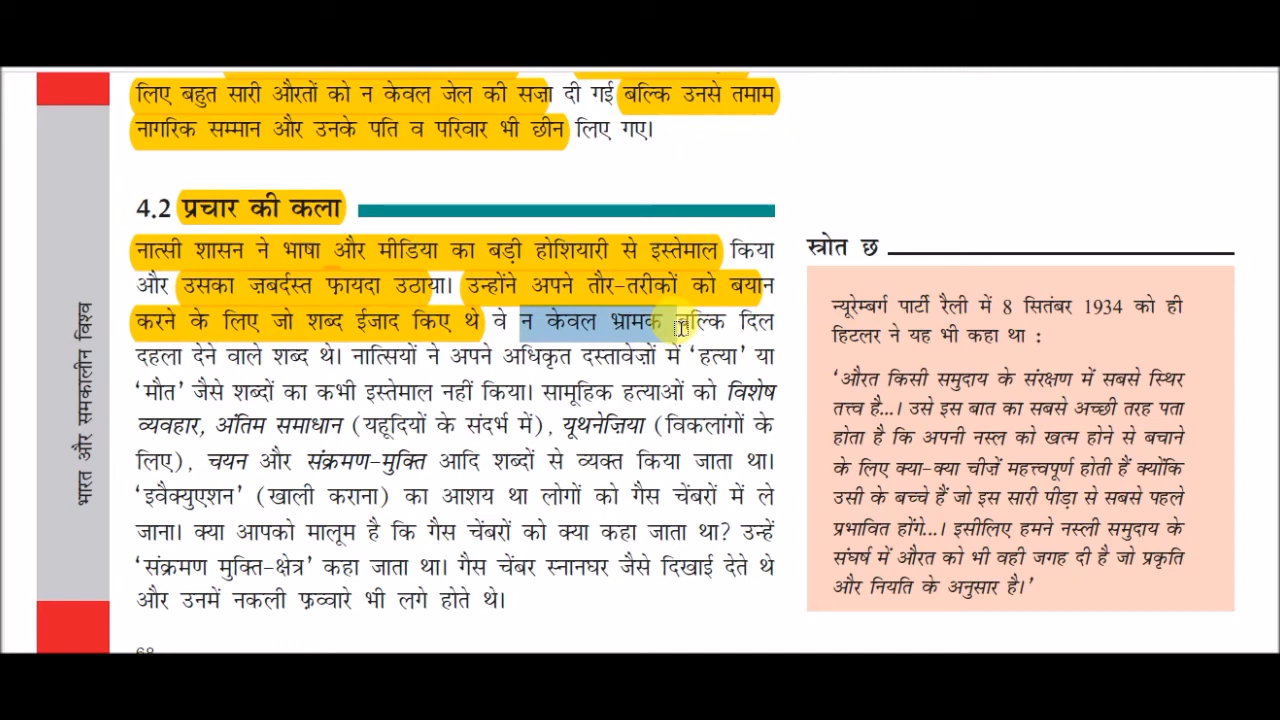 लिए बहुत सारी औरतों को न केवल जेल की सज़ा दी गई बल्कि उनसे तमाम
नागरिक सम्मान और उनके पति व परिवार भी छीन लिए गए।
4.2 प्रचार की कला
नात्सी शासन ने भाषा और मीडिया का बड़ी होशियारी से इस्तेमाल किया
और उसका ज़बर्दस्त फ़ायदा उठाया। उन्होंने अपने तौर-तरीकों को बयान
करने के लिए जो शब्द ईजाद किए थे वे न केवल भ्रामक बल्कि दिल
दहला देने वाले शब्द थे। नात्सियों ने अपने अधिकृत दस्तावेज़ों में ‘हत्या’ या
‘मौत’ जैसे शब्दों का कभी इस्तेमाल नहीं किया। सामूहिक हत्याओं को विशेष
व्यवहार, अंतिम समाधान (यहूदियों के संदर्भ में), यूथनेज़िया (विकलांगों के
लिए), चयन और संक्रमण-मुक्ति आदि शब्दों से व्यक्त किया जाता था।
‘इवैक्युएशन’ (खाली कराना) का आशय था लोगों को गैस चेंबरों में ले
जाना। क्या आपको मालूम है कि गैस चेंबरों को क्या कहा जाता था? उन्हें
‘संक्रमण मुक्ति-क्षेत्र’ कहा जाता था। गैस चेंबर स्नानघर जैसे दिखाई देते थे
और उनमें नकली फ़व्वारे भी लगे होते थे।
स्रोत छ
न्यूरेम्बर्ग पार्टी रैली में 8 सितंबर 1934 को ही
हिटलर ने यह भी कहा था :
‘औरत किसी समुदाय के संरक्षण में सबसे स्थिर
तत्त्व है...। उसे इस बात का सबसे अच्छी तरह पता
होता है कि अपनी नस्ल को खत्म होने से बचाने
के लिए क्या-क्या चीज़ें महत्त्वपूर्ण होती हैं क्योंकि
उसी के बच्चे हैं जो इस सारी पीड़ा से सबसे पहले
प्रभावित होंगे...। इसीलिए हमने नस्ली समुदाय के
संघर्ष में औरत को भी वही जगह दी है जो प्रकृति
और नियति के अनुसार है।’
भारत और समकालीन विश्व